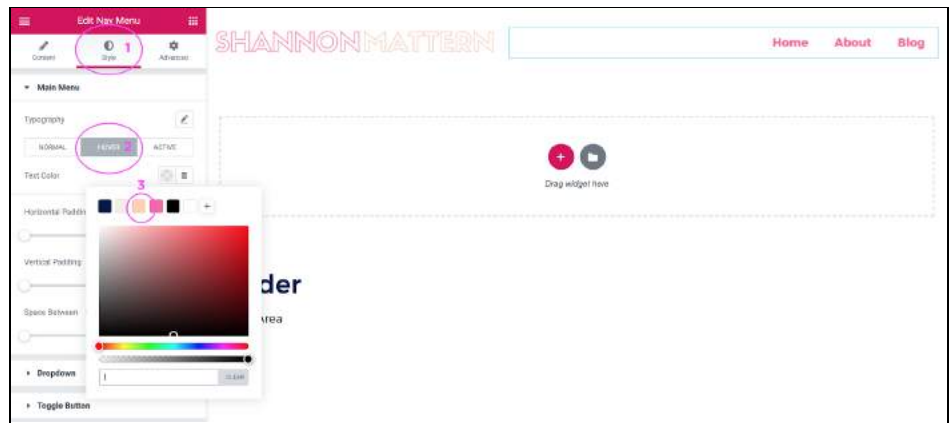 Edit Nav Menu
Content
1
Style
Advanced
SHANNON MATTERN
Home
About
Blog
Main Menu
Typography
NORMAL
HOVER
2
ACTIVE
Text Color
3
Horizontal Padding
Vertical Padding
Space Between
Dropdown
CLEAR
Toggle Button
+
Drag widget here
der
Area